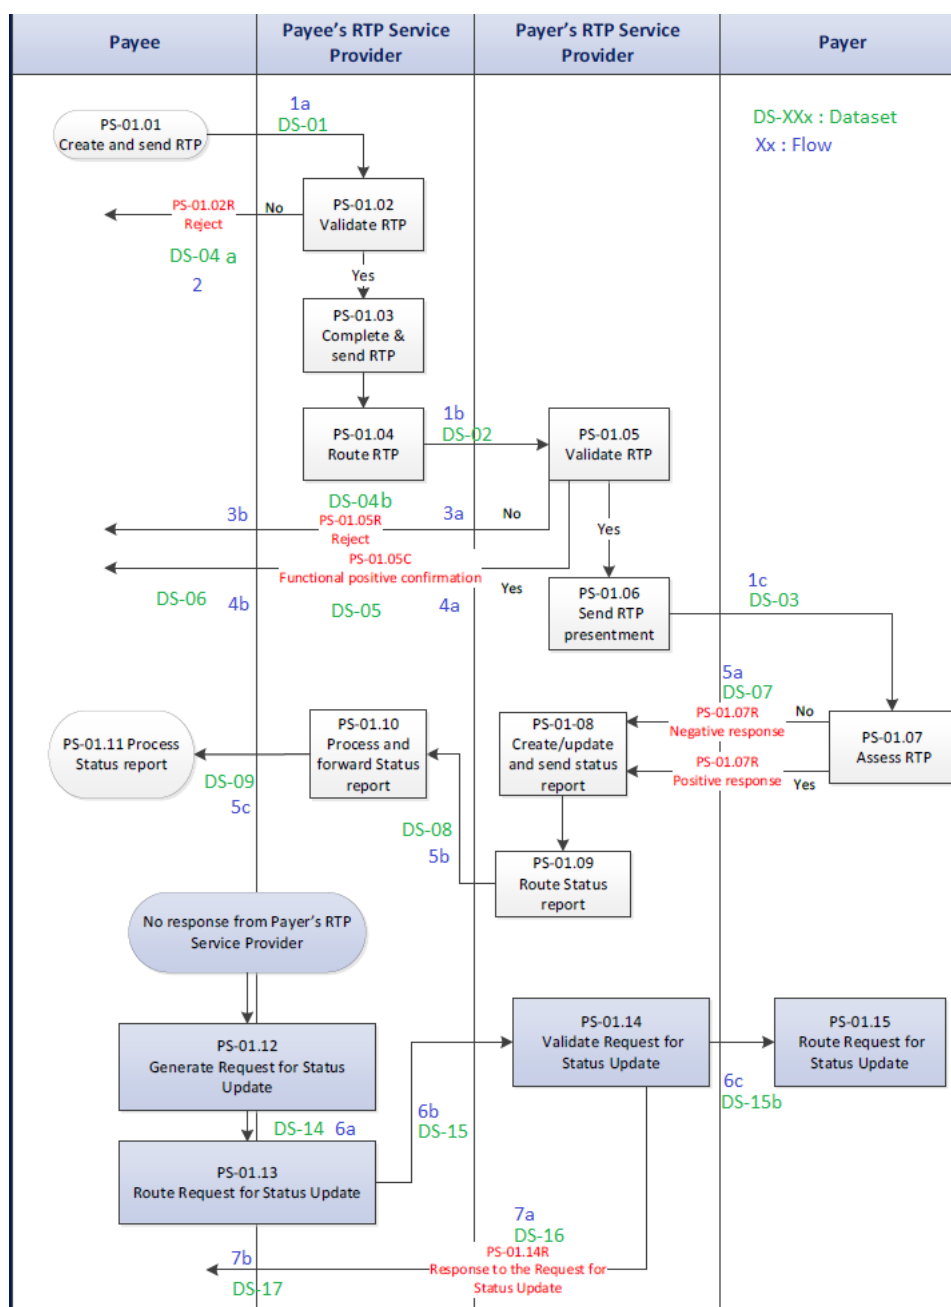 Payee
Payee's RTP Service
Provider
Payer's RTP Service
Provider
Payer
PS-01.01
Create and send RTP
1a
DS-01
DS-XXx : Dataset
Xx : Flow
PS-01.02R
Reject
No
PS-01.02
Validate RTP
DS-04 a
2
Yes
PS-01.03
Complete &
send RTP
PS-01.04
Route RTP
1b
DS-02
PS-01.05
Validate RTP
DS-04b
3b
PS-01.05R
Reject
3a
No
Yes
PS-01.05C
Functional positive confirmation
Yes
DS-06
4b
DS-05
4a
PS-01.06
Send RTP
presentment
1c
DS-03
5a
DS-07
PS-01.07R
Negative response
No
PS-01.07R
Positive response
Yes
PS-01.07
Assess RTP
PS-01-08
Create/update
and send status
report
PS-01.10
Process and
forward Status
report
PS-01.11 Process
Status report
DS-09
5c
DS-08
5b
PS-01.09
Route Status
report
No response from Payer's RTP
Service Provider
PS-01.12
Generate Request for Status
Update
PS-01.14
Validate Request for
Status Update
PS-01.15
Route Request for
Status Update
6c
DS-15b
DS-14
6a
6b
DS-15
PS-01.13
Route Request for Status Update
7a
DS-16
PS-01.14R
Response to the Request for
Status Update
7b
DS-17